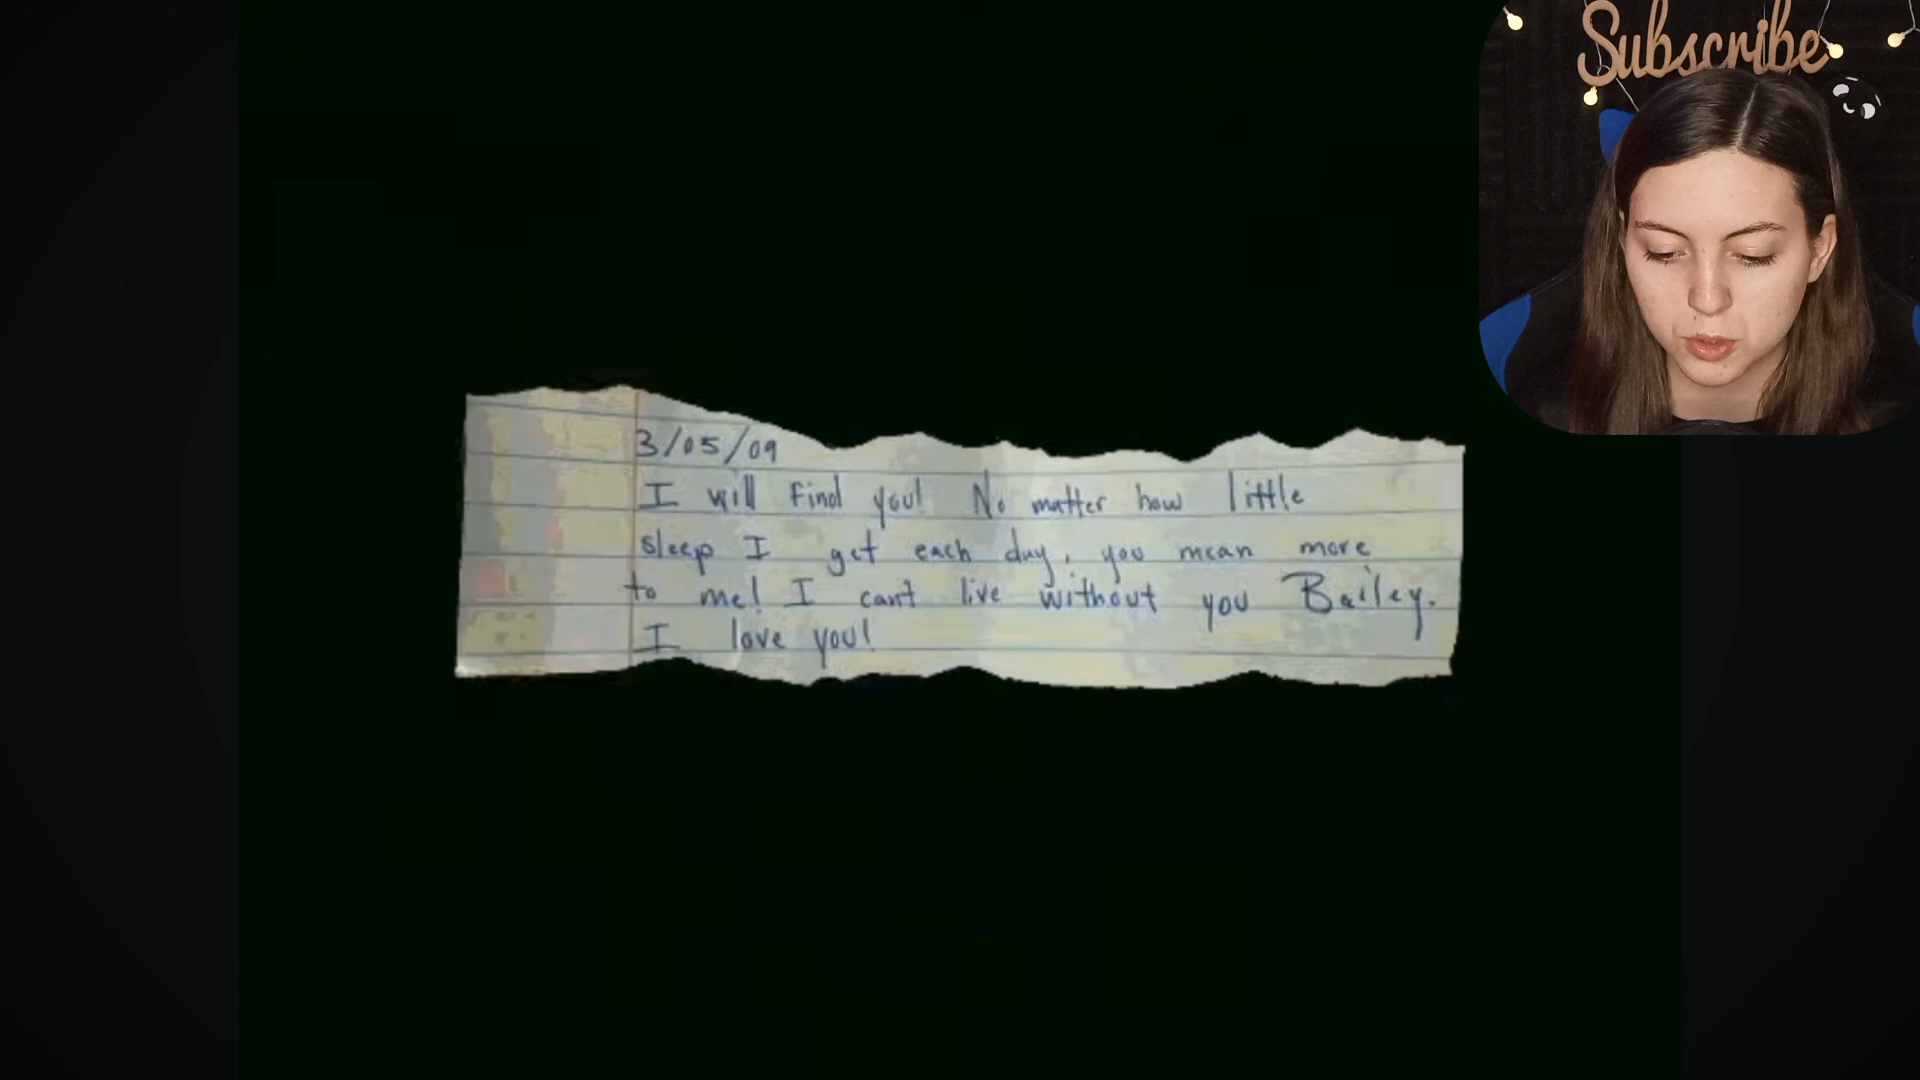 Subscribe
3/05/09
I will find you! No matter how little
sleep I get each day, you mean more
to me! I can't live without you Bailey.
I love you!